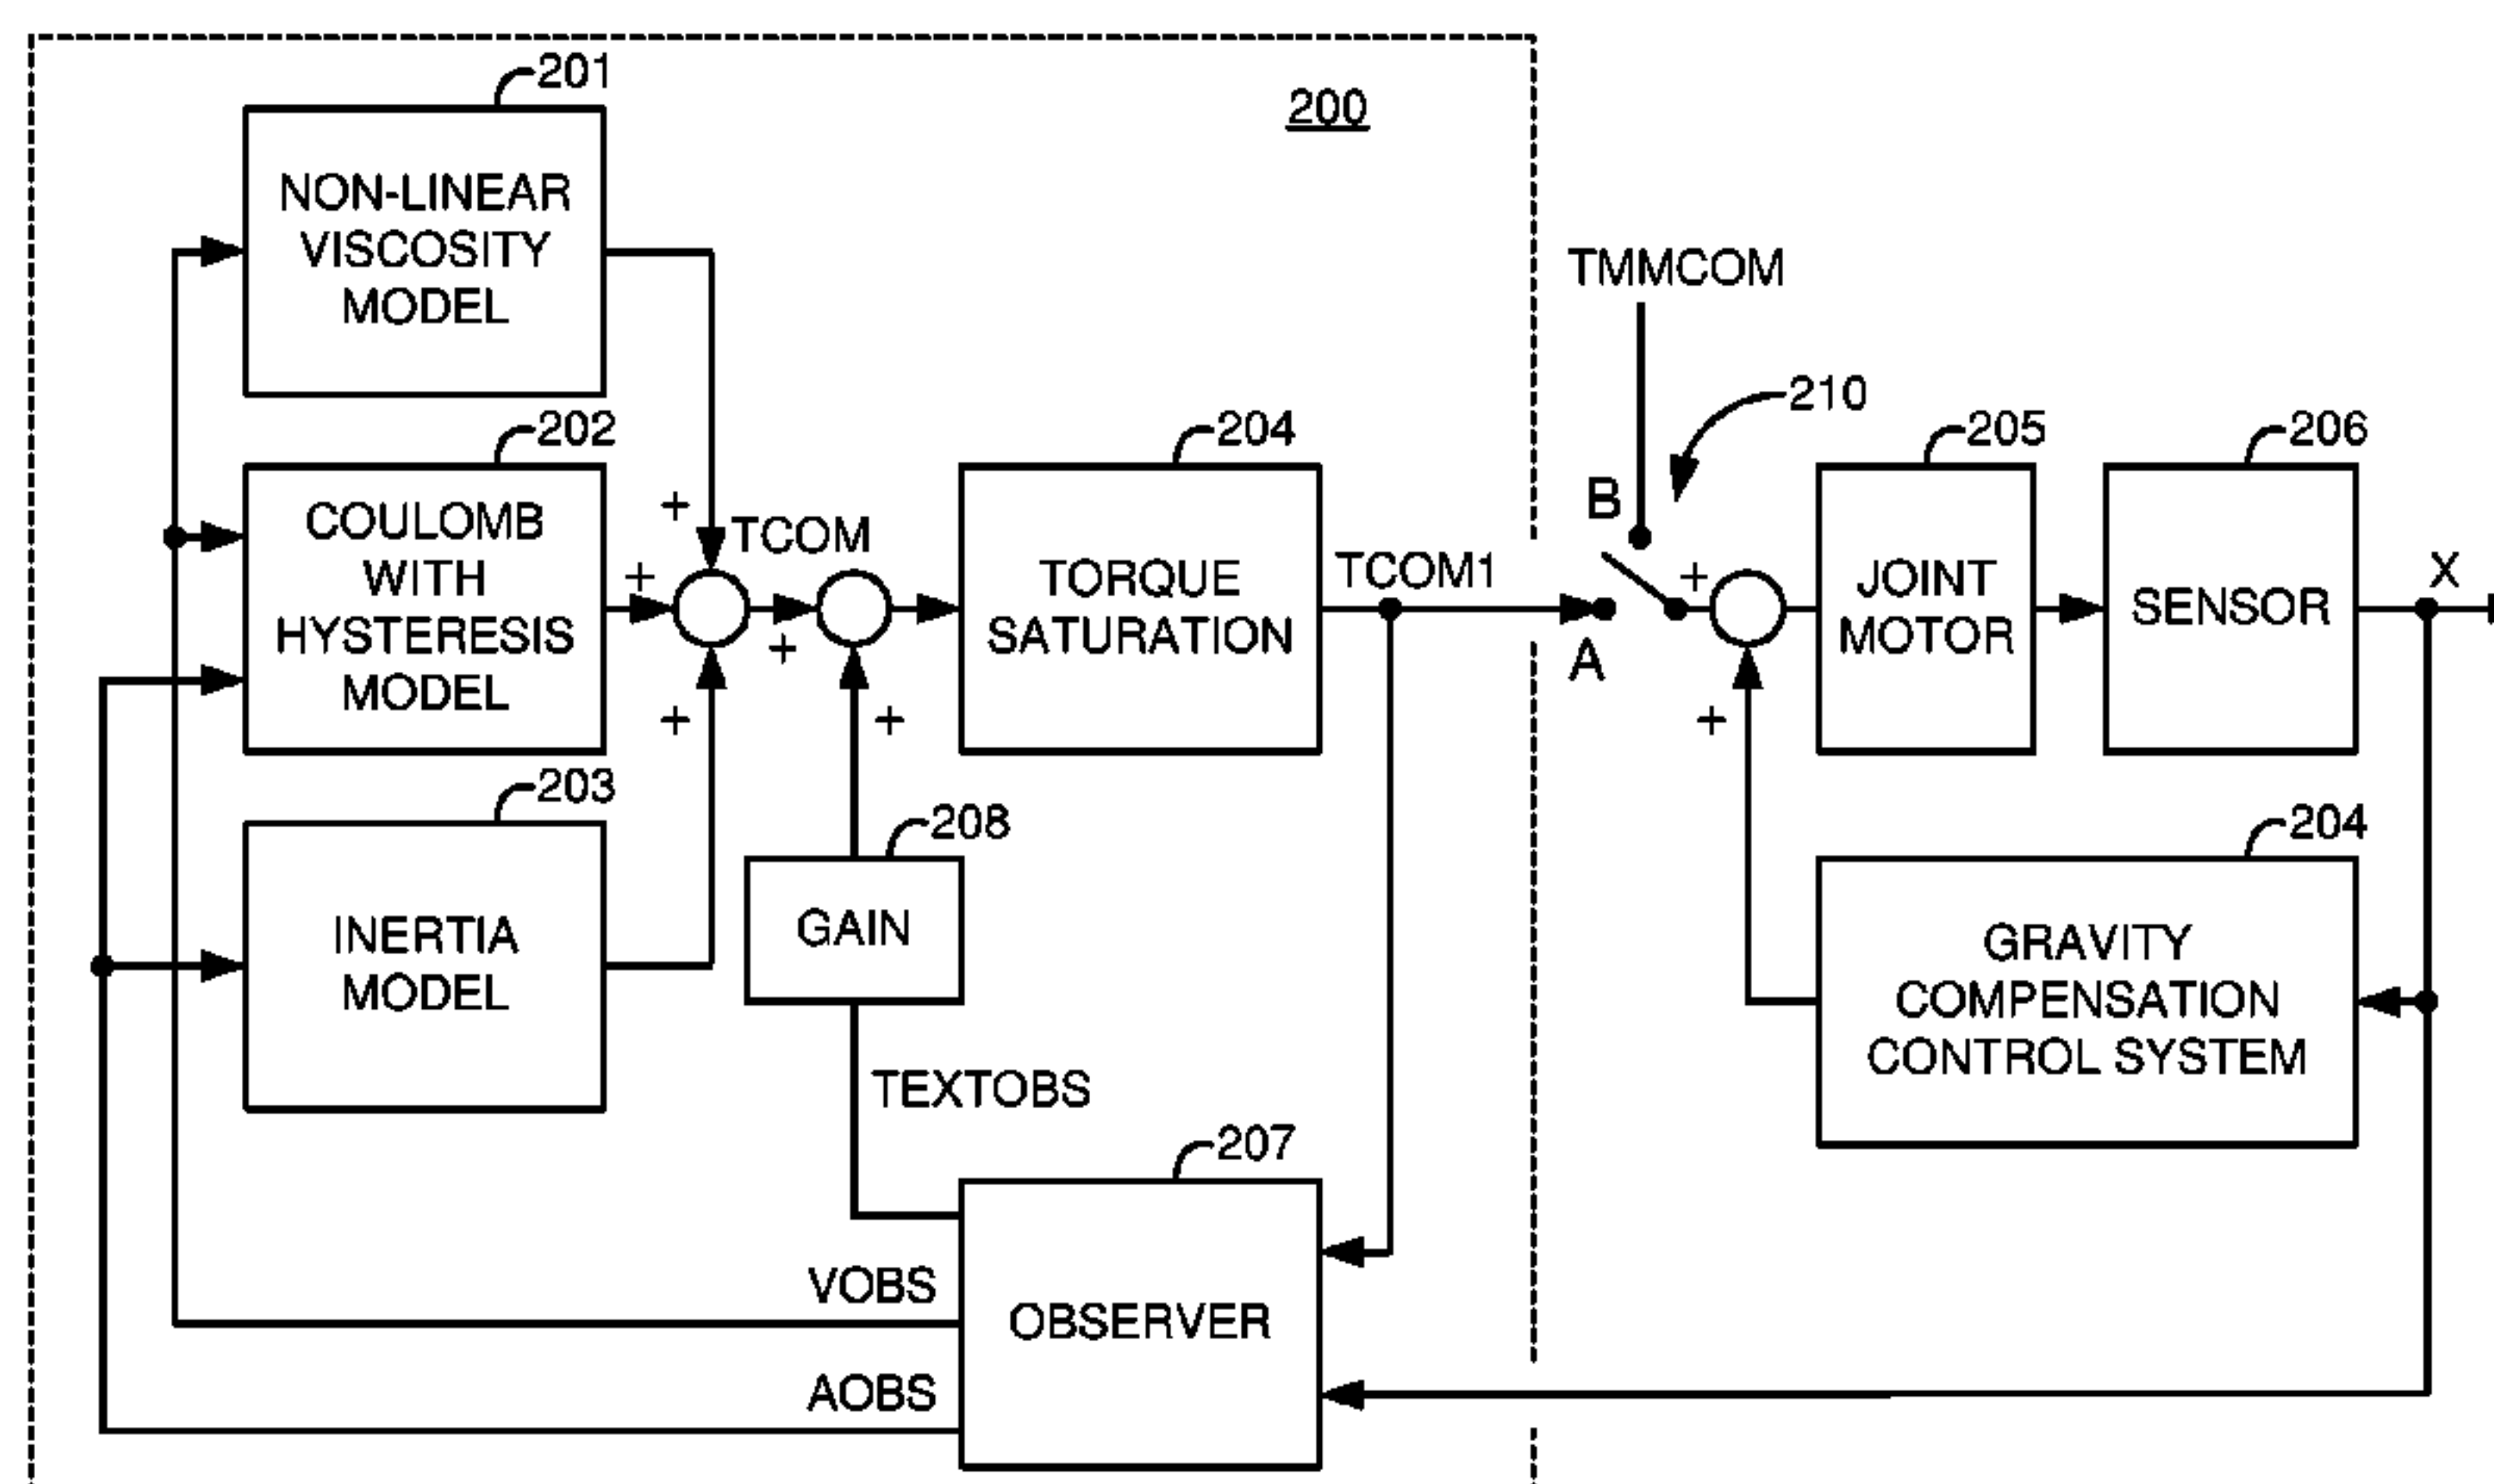 201
200
NON-LINEAR
VISCOSITY
MODEL
TMMCOM
210
202
204
205
206
COULOMB
WITH
HYSTERESIS
MODEL
+
+
TCOM
+
+
TORQUE
SATURATION
TCOM1
B
A
+
+
JOINT
MOTOR
SENSOR
X
203
208
+
204
INERTIA
MODEL
GAIN
GRAVITY
COMPENSATION
CONTROL SYSTEM
TEXTOBS
207
VOBS
OBSERVER
AOBS